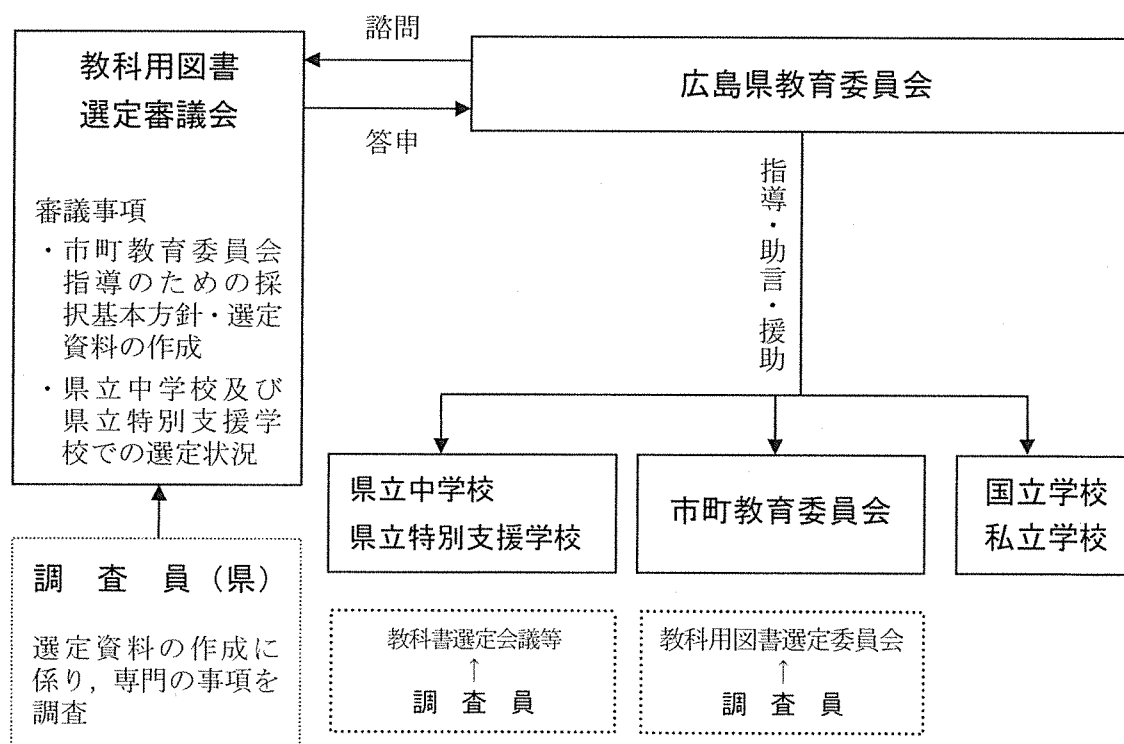 諮問
教科用図書
選定審議会
広島県教育委員会
答申
審議事項
・市町教育委員会
指導のための採
択基本方針・選定
資料の作成
・県立中学校及び
県立特別支援学
校での選定状況
指導・助言・援助
県立中学校
県立特別支援学校
市町教育委員会
国立学校
私立学校
調査員(県)
選定資料の作成に
係り,専門の事項を
調査
教科書選定会議等
↑
調査員
教科用図書選定委員会
↑
調査員